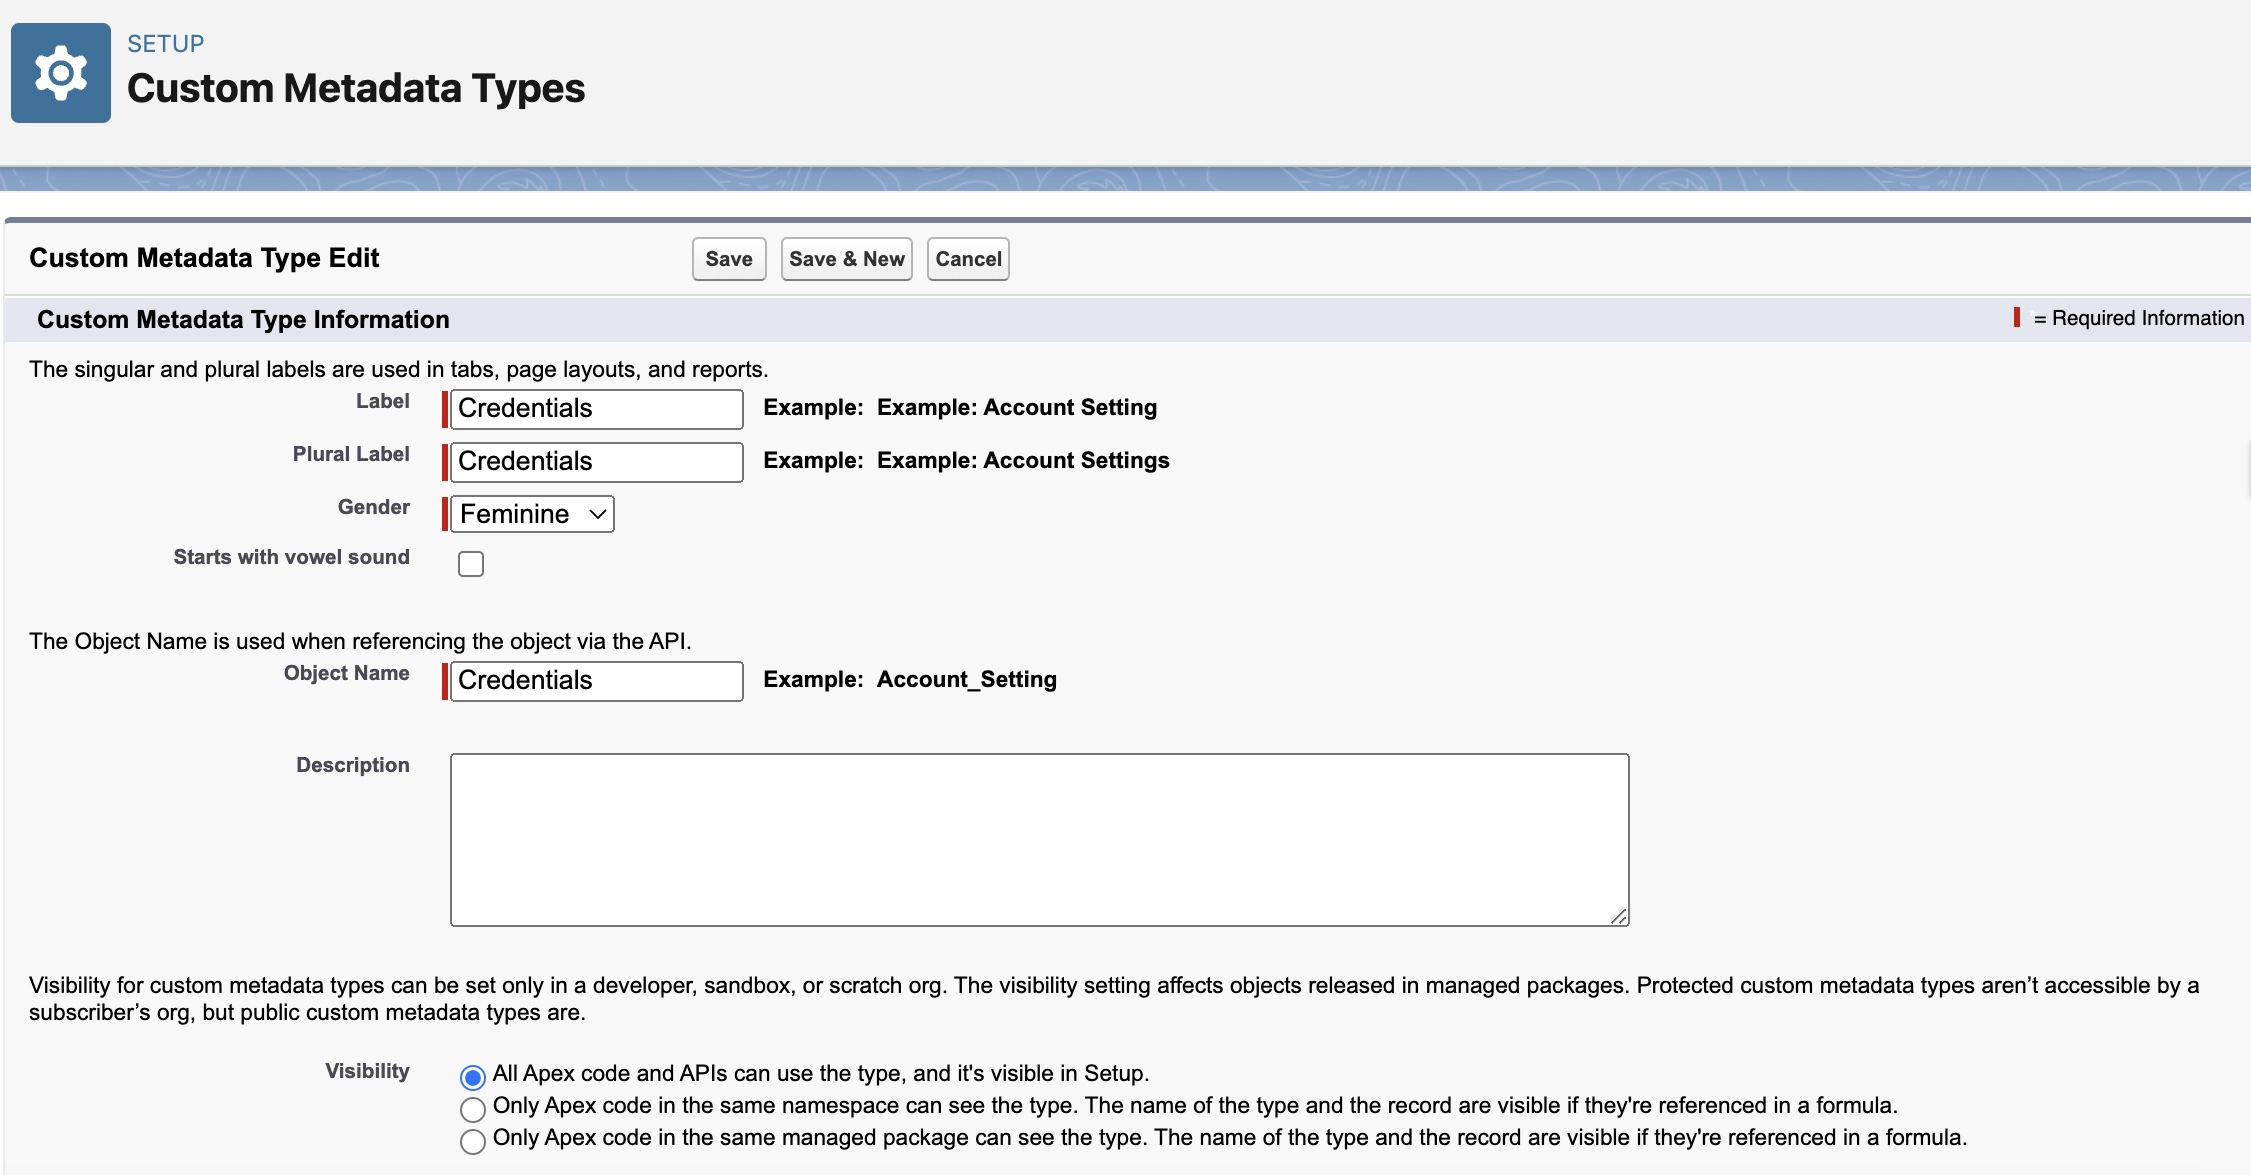 SETUP
Custom Metadata Types
Custom Metadata Type Edit
Save
Save & New
Cancel
Custom Metadata Type Information
= Required Information
The singular and plural labels are used in tabs, page layouts, and reports.
Label
Credentials
Example: Example: Account Setting
Plural Label
Credentials
Example: Example: Account Settings
Gender
Feminine
Starts with vowel sound
The Object Name is used when referencing the object via the API.
Object Name
Credentials
Example: Account_Setting
Description
Visibility for custom metadata types can be set only in a developer, sandbox, or scratch org. The visibility setting affects objects released in managed packages. Protected custom metadata types aren’t accessible by a
subscriber’s org, but public custom metadata types are.
Visibility
All Apex code and APIs can use the type, and it's visible in Setup.
Only Apex code in the same namespace can see the type. The name of the type and the record are visible if they're referenced in a formula.
Only Apex code in the same managed package can see the type. The name of the type and the record are visible if they're referenced in a formula.